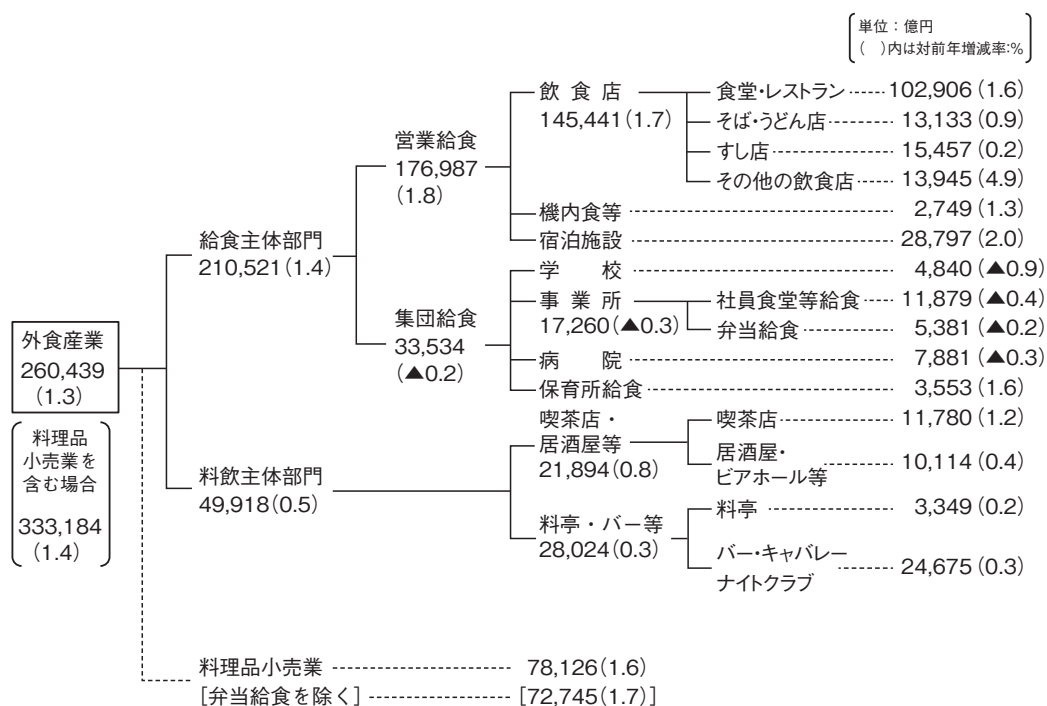 単位：億円
(　)内は対前年増減率:%
外食産業
260,439
(1.3)
料理品
小売業を
含む場合
333,184
(1.4)
給食主体部門
210,521(1.4)
営業給食
176,987
(1.8)
飲食店
145,441(1.7)
食堂・レストラン 102,906(1.6)
そば・うどん店 13,133(0.9)
すし店 15,457(0.2)
その他の飲食店 13,945(4.9)
機内食等 2,749(1.3)
宿泊施設 28,797(2.0)
集団給食
33,534
(▲0.2)
学　校 4,840(▲0.9)
事業所
17,260(▲0.3)
社員食堂等給食 11,879(▲0.4)
弁当給食 5,381(▲0.2)
病　院 7,881(▲0.3)
保育所給食 3,553(1.6)
料飲主体部門
49,918(0.5)
喫茶店・
居酒屋等
21,894(0.8)
喫茶店 11,780(1.2)
居酒屋・
ビアホール等 10,114(0.4)
料亭・バー等
28,024(0.3)
料亭 3,349(0.2)
バー・キャバレー
ナイトクラブ 24,675(0.3)
料理品小売業 78,126(1.6)
[弁当給食を除く] [72,745(1.7)]